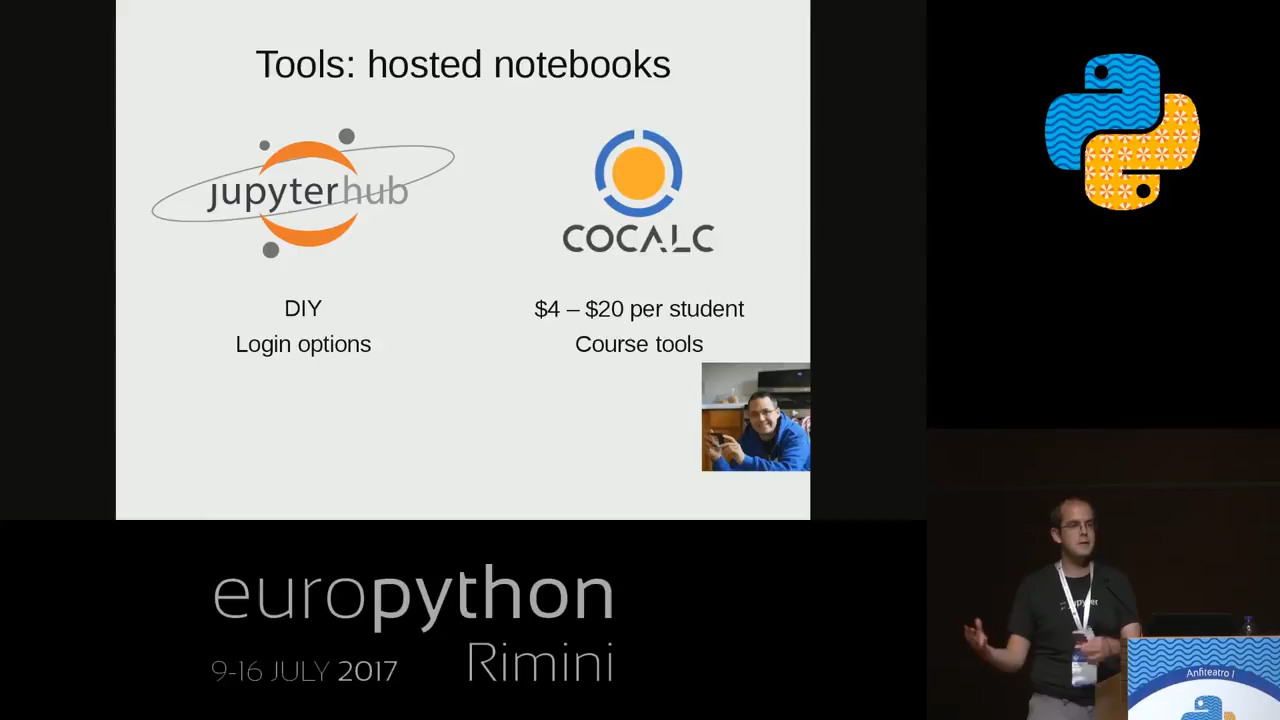 Tools: hosted notebooks
jupyterhub
COCALC
DIY
$4 – $20 per student
Login options
Course tools
europython
9-16 JULY 2017
Rimini
jupyter
Anfiteatro I